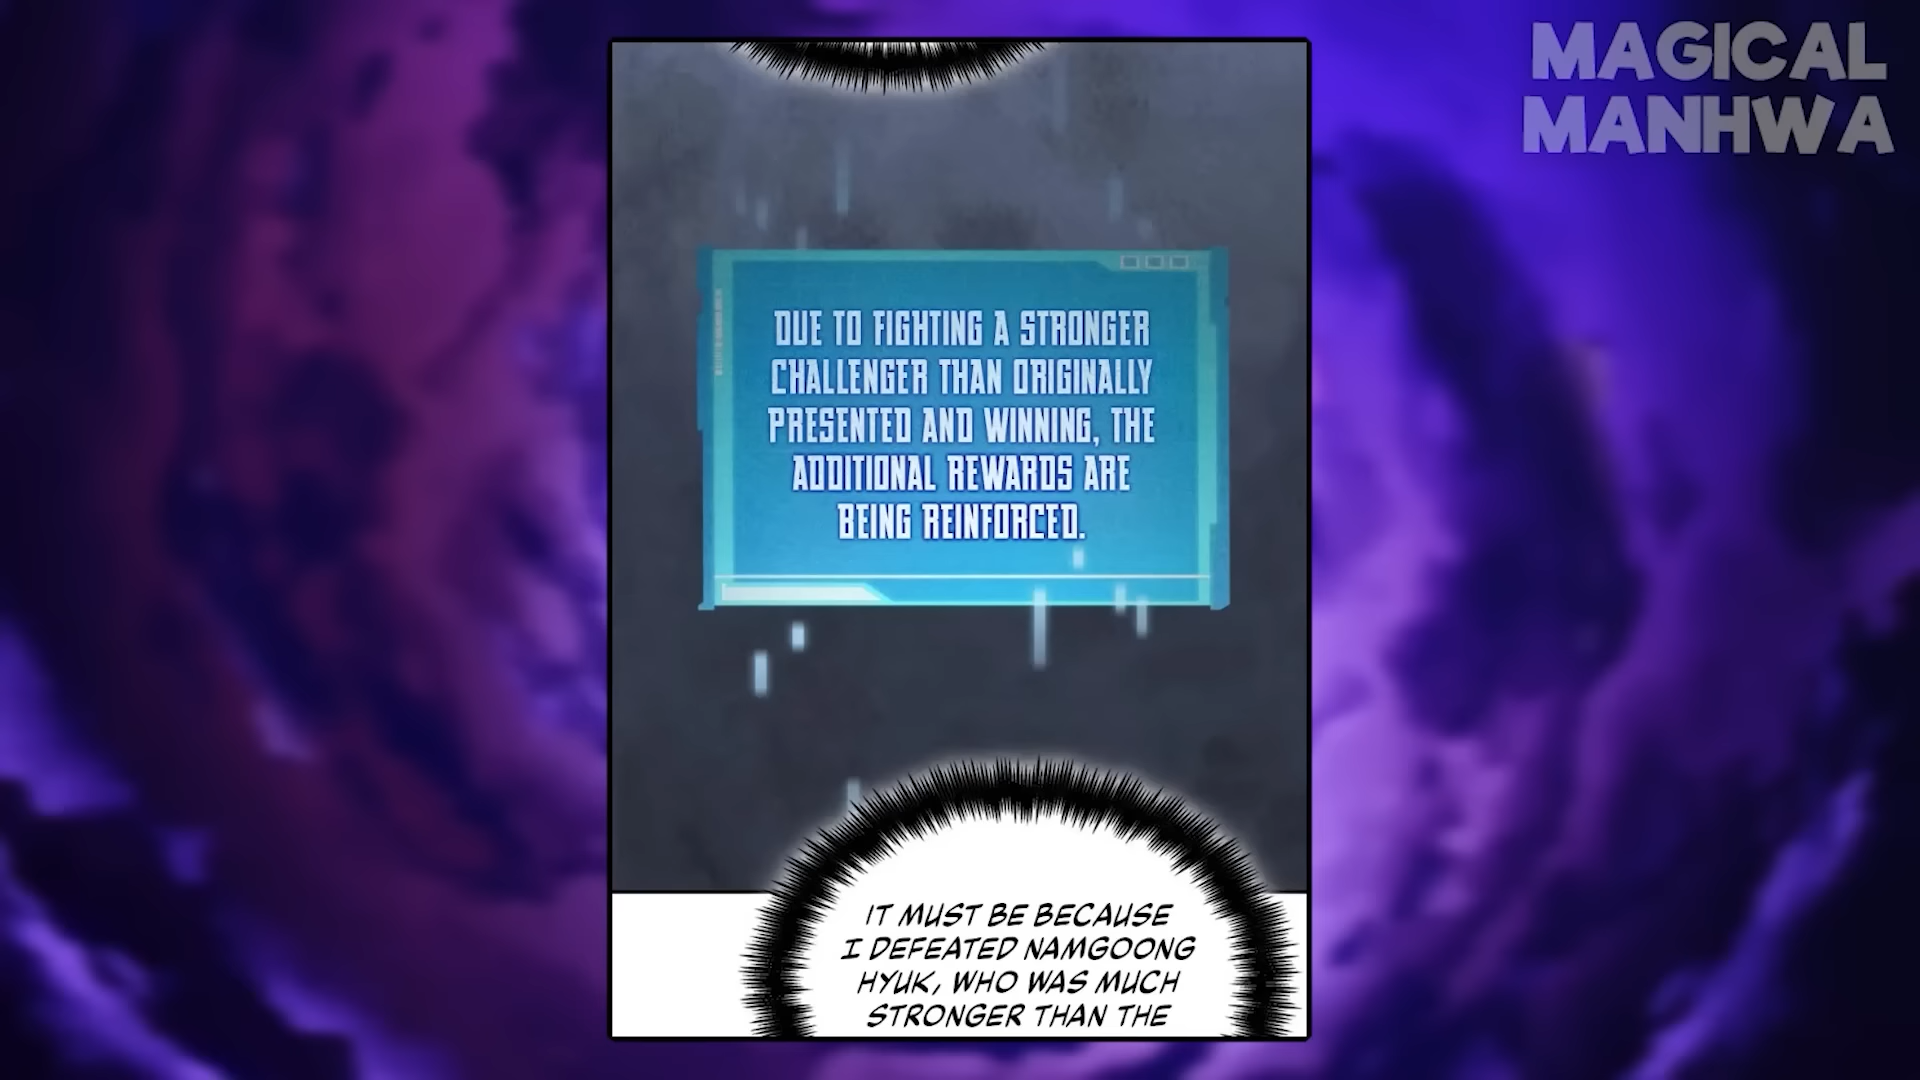 MAGICAL
MANHWA
DUE TO FIGHTING A STRONGER
CHALLENGER THAN ORIGINALLY
PRESENTED AND WINNING, THE
ADDITIONAL REWARDS ARE
BEING REINFORCED.
IT MUST BE BECAUSE
I DEFEATED NAMGOONG
HYUK, WHO WAS MUCH
STRONGER THAN THE